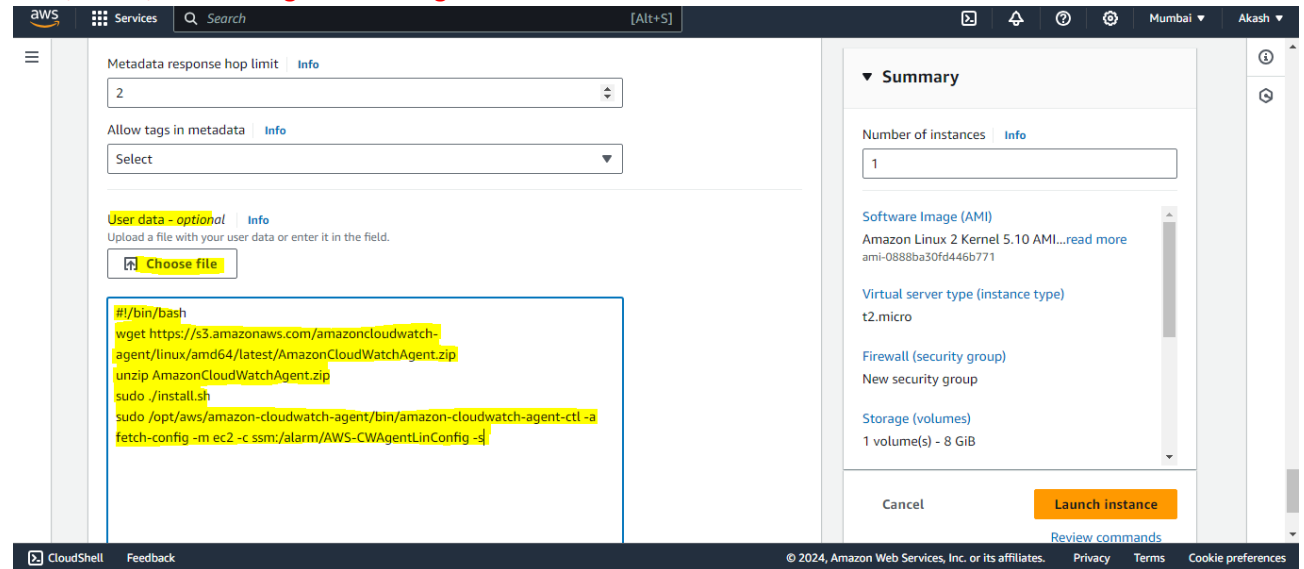 aws
Services
Search
[Alt+S]
Mumbai
Akash
Metadata response hop limit
Info
2
Allow tags in metadata
Info
Select
User data - optional
Info
Upload a file with your user data or enter it in the field.
Choose file
#!/bin/bash
wget https://s3.amazonaws.com/amazoncloudwatch-
agent/linux/amd64/latest/AmazonCloudWatchAgent.zip
unzip AmazonCloudWatchAgent.zip
sudo ./install.sh
sudo /opt/aws/amazon-cloudwatch-agent/bin/amazon-cloudwatch-agent-ctl -a
fetch-config -m ec2 -c ssm:/alarm/AWS-CWAgentLinConfig -s
Summary
Number of instances
Info
1
Software Image (AMI)
Amazon Linux 2 Kernel 5.10 AMI...read more
ami-0888ba30fd446b771
Virtual server type (instance type)
t2.micro
Firewall (security group)
New security group
Storage (volumes)
1 volume(s) - 8 GiB
Cancel
Launch instance
Review commands
CloudShell
Feedback
© 2024, Amazon Web Services, Inc. or its affiliates.
Privacy
Terms
Cookie preferences